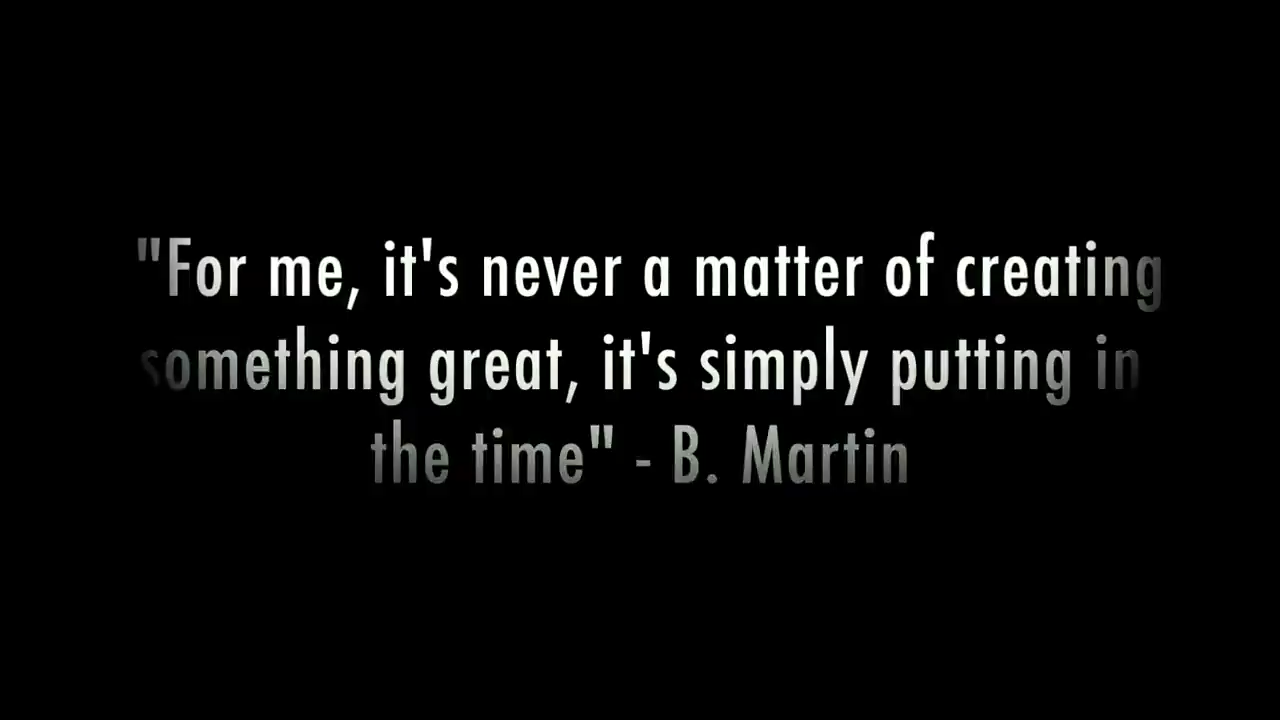 "For me, it's never a matter of creating
something great, it's simply putting in
the time" - B. Martin